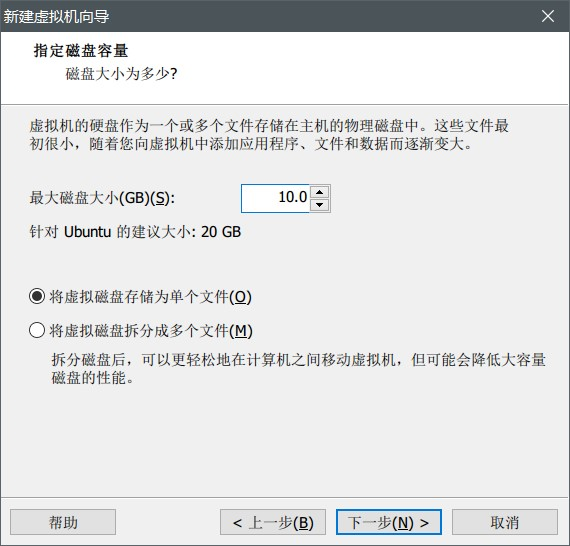 新建虚拟机向导
指定磁盘容量
磁盘大小为多少?
虚拟机的硬盘作为一个或多个文件存储在主机的物理磁盘中。这些文件最
初很小，随着您向虚拟机中添加应用程序、文件和数据而逐渐变大。
最大磁盘大小(GB)(S): 10.0
针对 Ubuntu 的建议大小: 20 GB
将虚拟磁盘存储为单个文件(O)
将虚拟磁盘拆分成多个文件(M)
拆分磁盘后，可以更轻松地在计算机之间移动虚拟机，但可能会降低大容量
磁盘的性能。
帮助 < 上一步(B) 下一步(N) > 取消